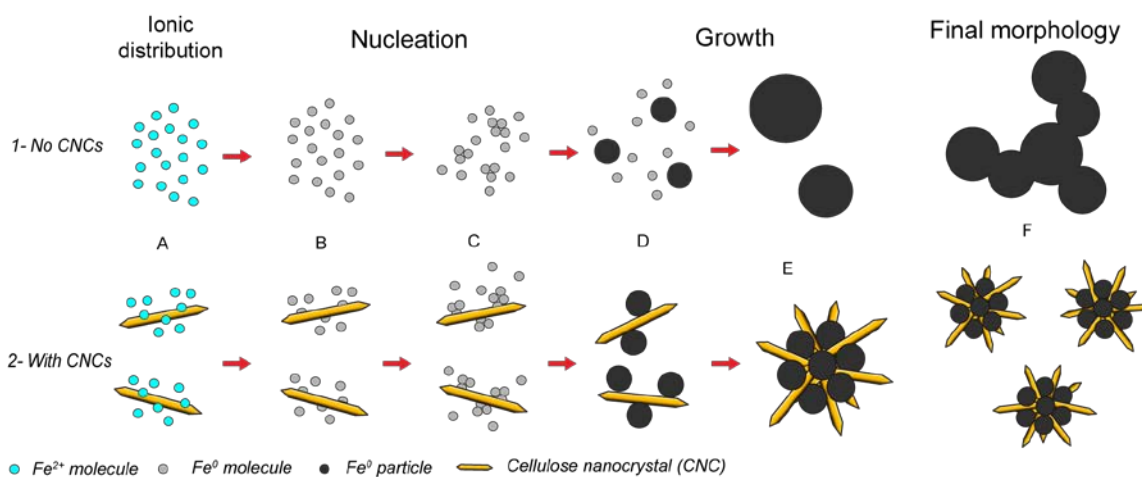 Ionic
distribution
Nucleation
Growth
Final morphology
1- No CNCs
A
B
C
D
E
F
2- With CNCs
Fe²⁺ molecule
Fe⁰ molecule
Fe⁰ particle
Cellulose nanocrystal (CNC)